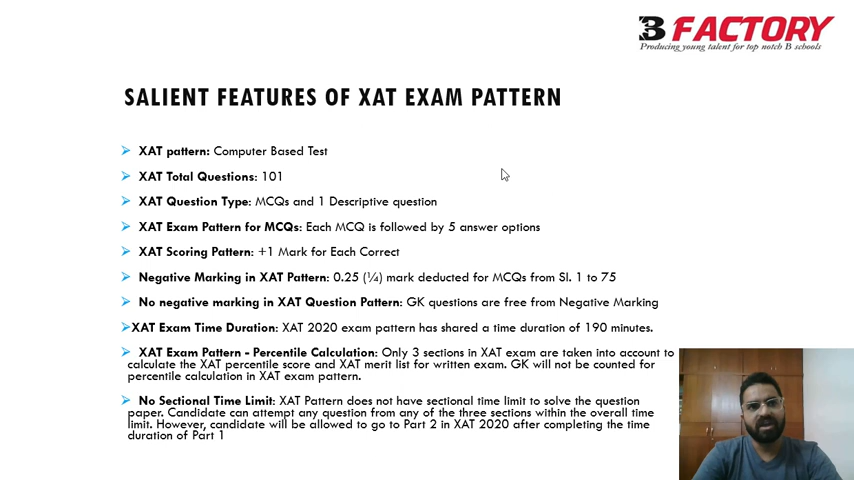 B FACTORY
Producing young talent for top notch B schools
SALIENT FEATURES OF XAT EXAM PATTERN
XAT pattern: Computer Based Test
XAT Total Questions: 101
XAT Question Type: MCQs and 1 Descriptive question
XAT Exam Pattern for MCQs: Each MCQ is followed by 5 answer options
XAT Scoring Pattern: +1 Mark for Each Correct
Negative Marking in XAT Pattern: 0.25 (¼) mark deducted for MCQs from Sl. 1 to 75
No negative marking in XAT Question Pattern: GK questions are free from Negative Marking
XAT Exam Time Duration: XAT 2020 exam pattern has shared a time duration of 190 minutes.
XAT Exam Pattern - Percentile Calculation: Only 3 sections in XAT exam are taken into account to
calculate the XAT percentile score and XAT merit list for written exam. GK will not be counted for
percentile calculation in XAT exam pattern.
No Sectional Time Limit: XAT Pattern does not have sectional time limit to solve the question
paper. Candidate can attempt any question from any of the three sections within the overall time
limit. However, candidate will be allowed to go to Part 2 in XAT 2020 after completing the time
duration of Part 1